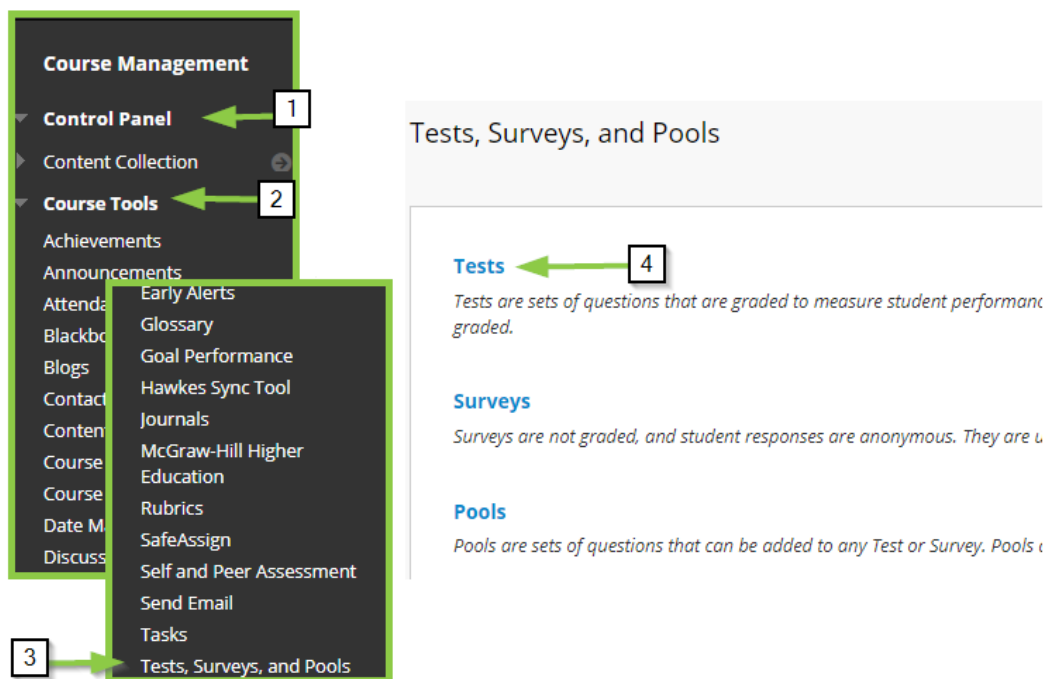 Course Management
Control Panel
1
Content Collection
Course Tools
2
Achievements
Announcements
Blogs
Course
Course
Early Alerts
Glossary
Goal Performance
Hawkes Sync Tool
Journals
McGraw-Hill Higher
Education
Rubrics
SafeAssign
Self and Peer Assessment
Send Email
Tasks
3
Tests, Surveys, and Pools
Tests, Surveys, and Pools
Tests
4
Tests are sets of questions that are graded to measure student
graded.
Surveys
Surveys are not graded, and student responses are anonymous. They are
Pools
Pools are sets of questions that can be added to any Test or Survey. Pools